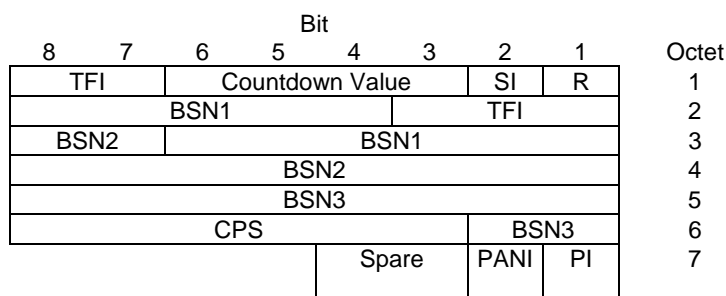 Bit
8 7 6 5 4 3 2 1 Octet
TFI Countdown Value SI R 1
BSN1 TFI 2
BSN2 BSN1 3
BSN2 4
BSN3 5
CPS BSN3 6
Spare PANI PI 7